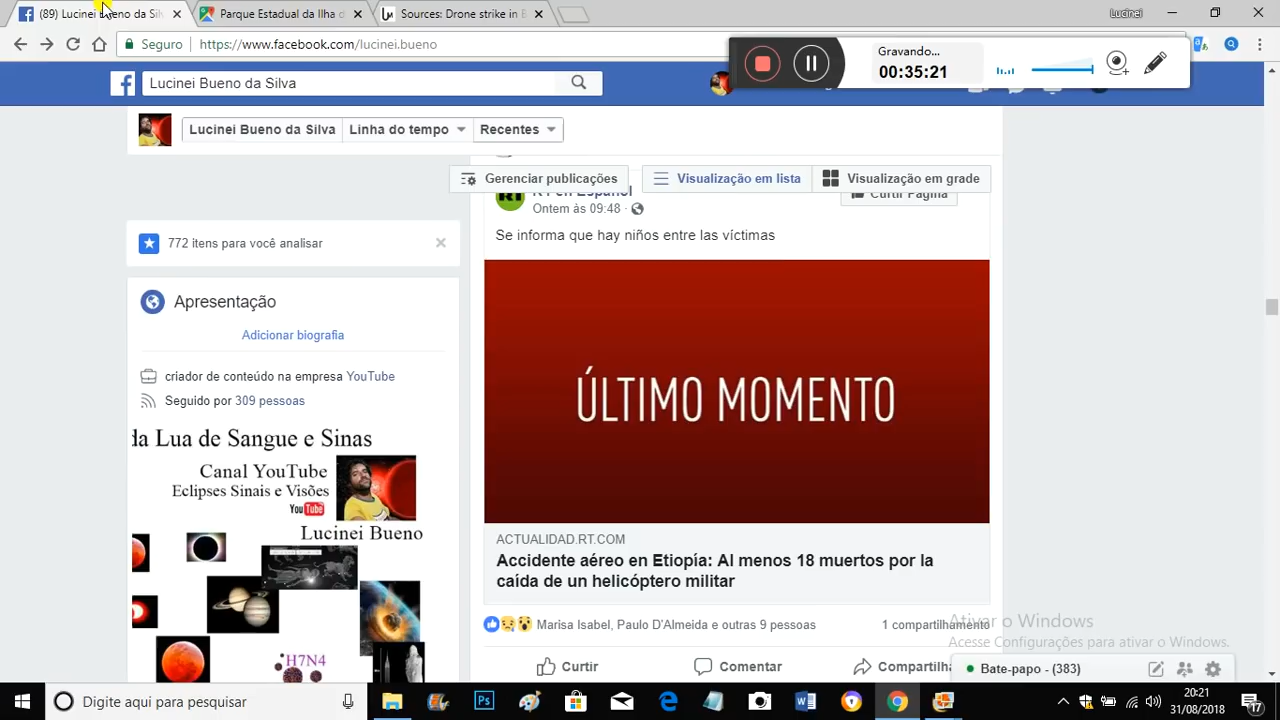 (89) Lucinei Bueno da Sil
Parque Estadual da Ilha d
Sources: Drone strike in B
Lucinei
Seguro
https://www.facebook.com/lucinei.bueno
Gravando...
00:35:21
Lucinei Bueno da Silva
Lucinei Bueno da Silva
Linha do tempo
Recentes
Gerenciar publicações
Visualização em lista
Visualização em grade
RT en Español
Ontem às 09:48
Curtir Página
Se informa que hay niños entre las víctimas
772 itens para você analisar
Apresentação
Adicionar biografia
criador de conteúdo na empresa YouTube
Seguido por 309 pessoas
da Lua de Sangue e Sinas
Canal YouTube
Eclipses Sinais e Visões
YouTube
Lucinei Bueno
H7N4
ÚLTIMO MOMENTO
ACTUALIDAD.RT.COM
Accidente aéreo en Etiopía: Al menos 18 muertos por la
caída de un helicóptero militar
Marisa Isabel, Paulo D'Almeida e outras 9 pessoas
1 compartilhamento
Curtir
Comentar
Compartilha
Ativar o Windows
Acesse Configurações para ativar o Windows.
Bate-papo - (383)
Digite aqui para pesquisar
20:21
31/08/2018
17